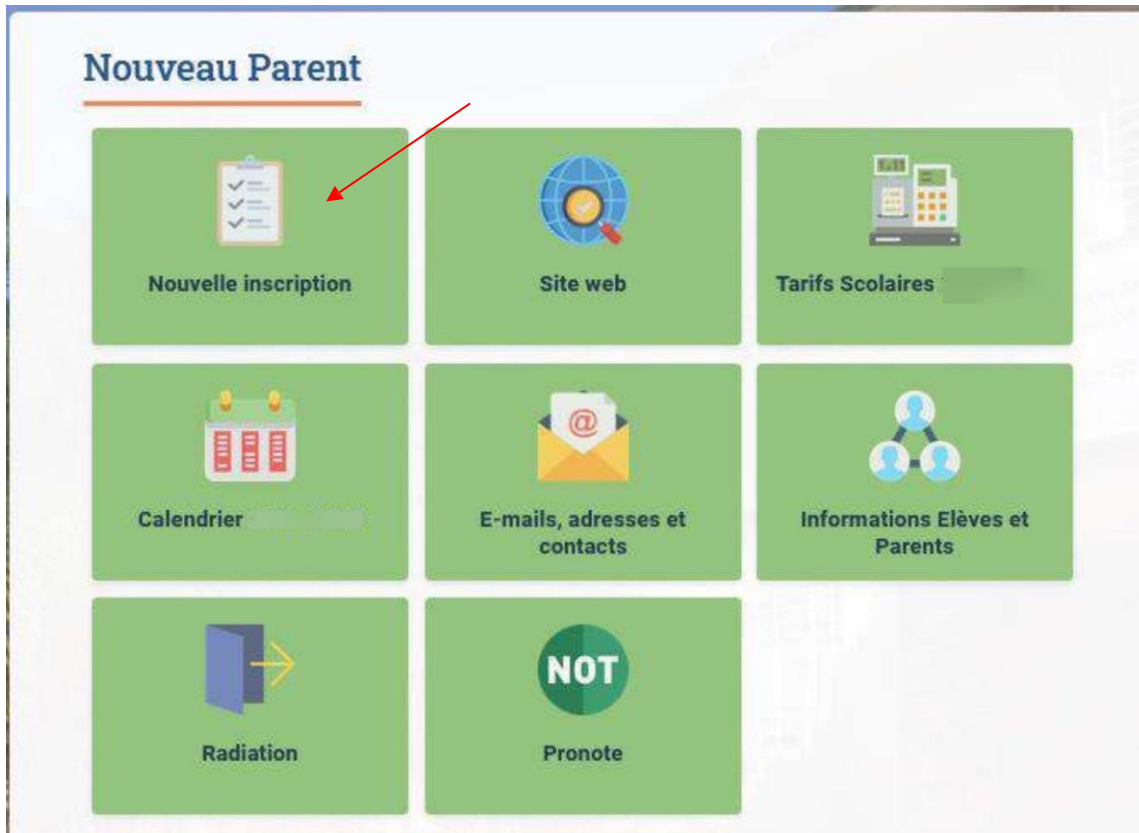 Nouveau Parent
Nouvelle inscription
Site web
Tarifs Scolaires
Calendrier
@
E-mails, adresses et
contacts
Informations Elèves et
Parents
NOT
Radiation
Pronote